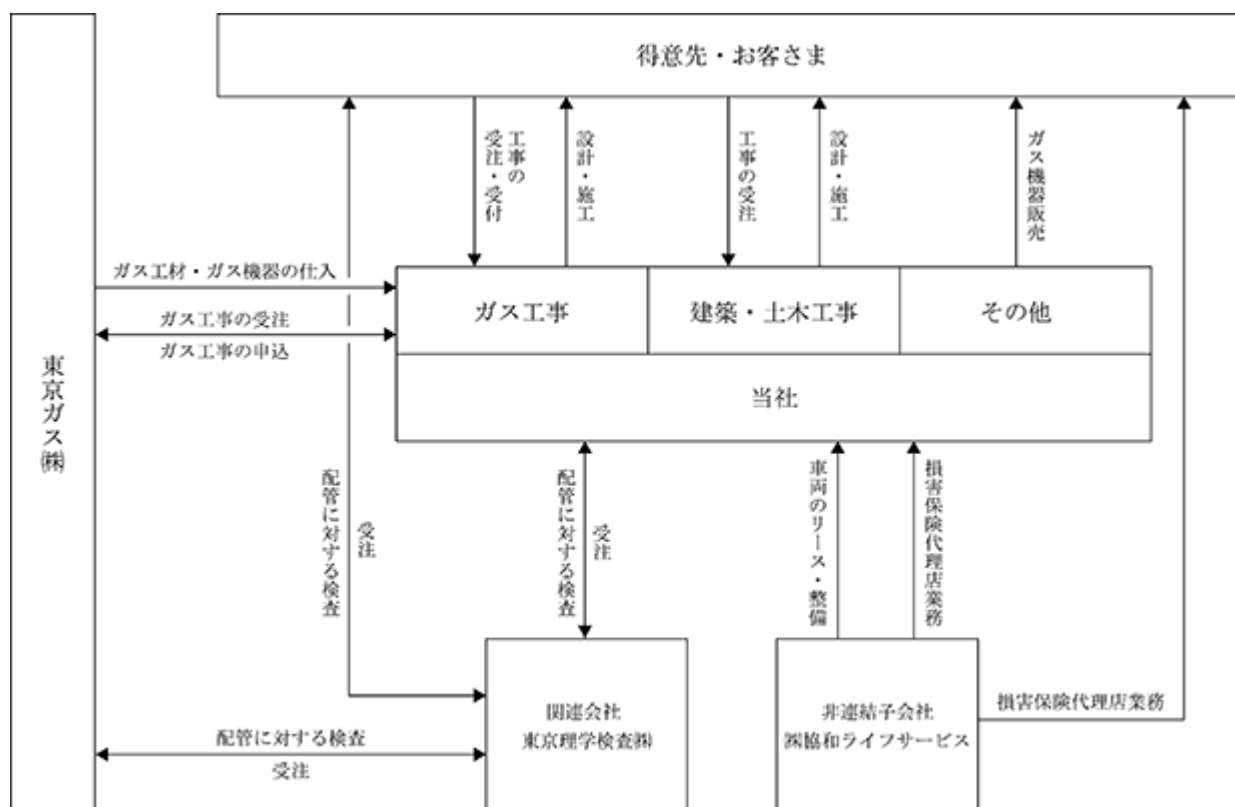 得意先・お客さま
工事の
受注・受付
設計・施工
工事の受注
設計・施工
ガス機器販売
ガス工材・ガス機器の仕入
ガス工事の受注
ガス工事の申込
東京ガス㈱
ガス工事
建築・土木工事
その他
当社
配管に対する検査
受注
配管に対する検査
受注
車両のリース・整備
損害保険代理店業務
関連会社
東京理学検査㈱
非連結子会社
㈱協和ライフサービス
損害保険代理店業務
配管に対する検査
受注